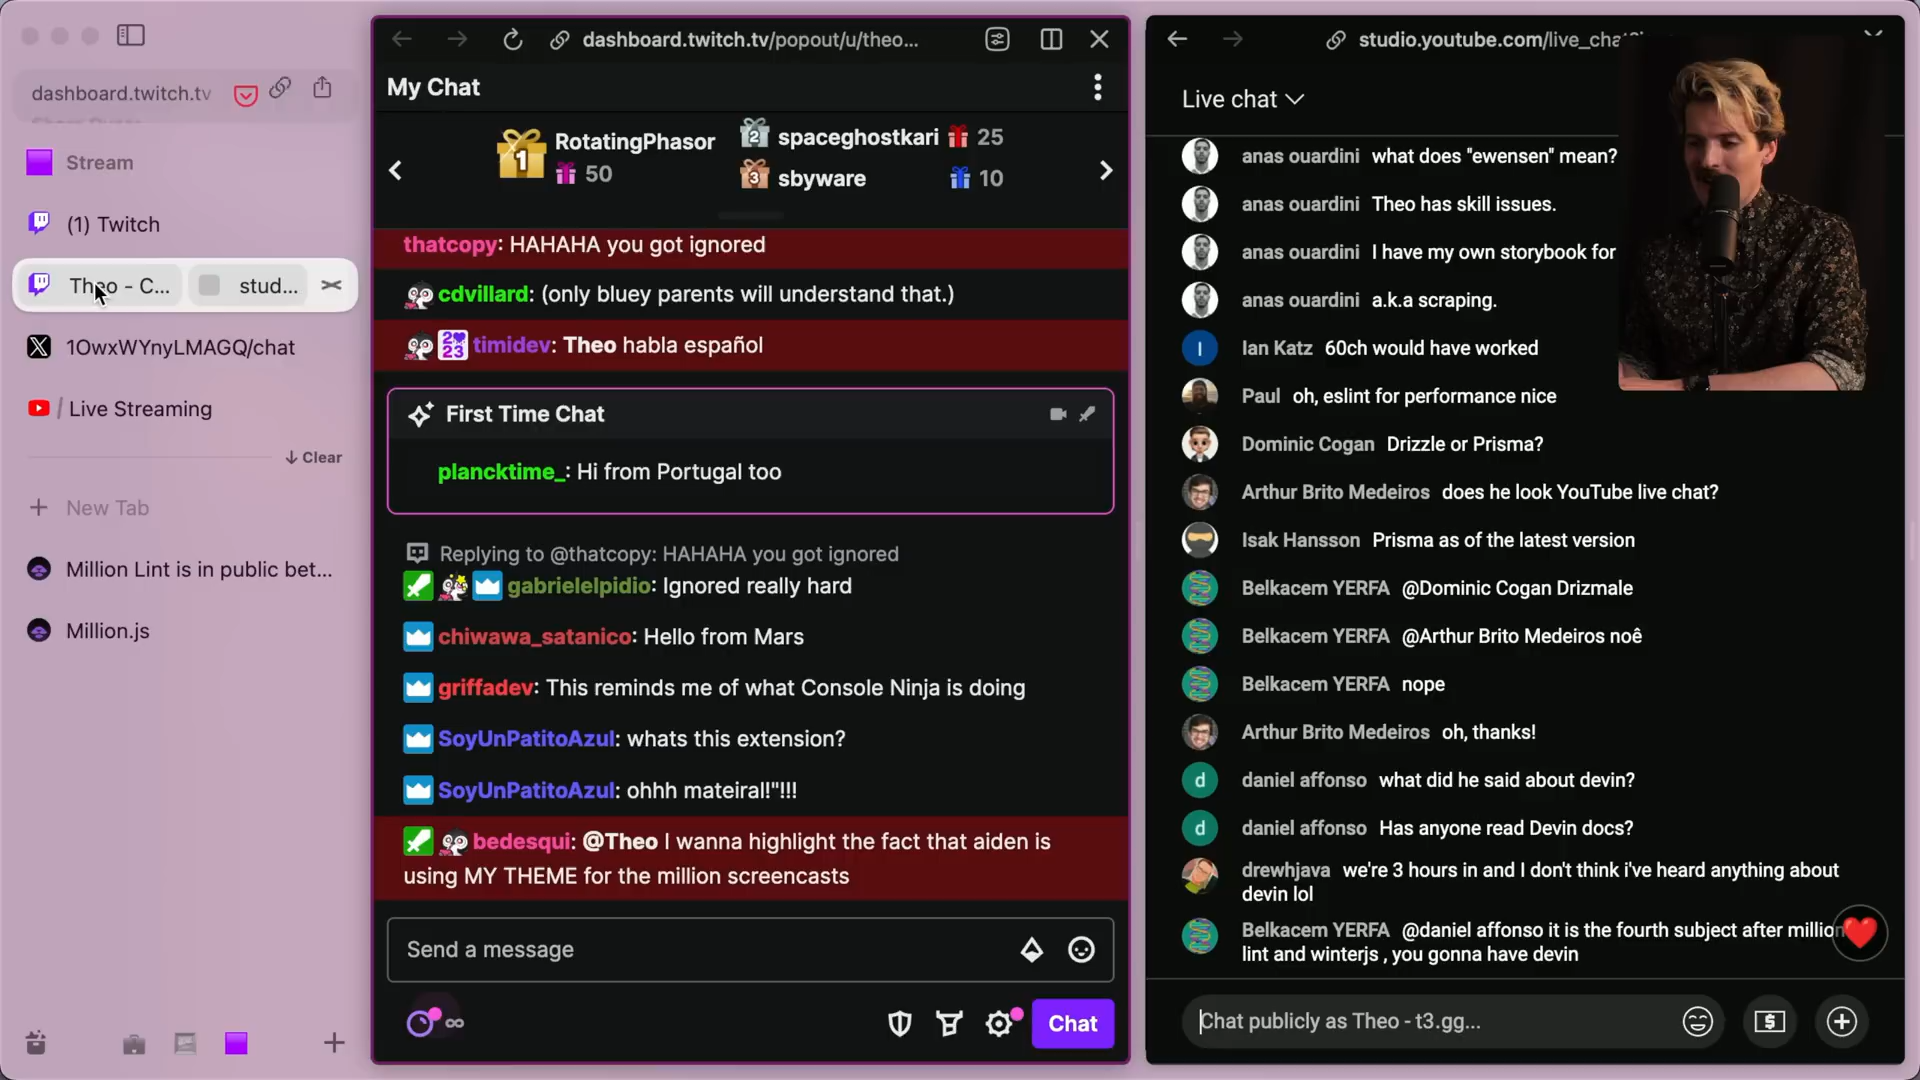 dashboard.twitch.tv
Stream
(1) Twitch
Theo - C...
stud...
1OwxWYnyLMAGQ/chat
/ Live Streaming
Clear
New Tab
Million Lint is in public bet...
Million.js
dashboard.twitch.tv/popout/u/theo...
My Chat
1
RotatingPhasor
50
2
spaceghostkari
25
3
sbyware
10
thatcopy: HAHAHA you got ignored
cdvillard: (only bluey parents will understand that.)
2023
timidev: Theo habla español
First Time Chat
plancktime_: Hi from Portugal too
Replying to @thatcopy: HAHAHA you got ignored
gabrielelpidio: Ignored really hard
chiwawa_satanico: Hello from Mars
griffadev: This reminds me of what Console Ninja is doing
SoyUnPatitoAzul: whats this extension?
SoyUnPatitoAzul: ohhh mateiral!"!!!
bedesqui: @Theo I wanna highlight the fact that aiden is
using MY THEME for the million screencasts
Send a message
∞
Chat
Live chat
anas ouardini what does "ewensen" mean?
anas ouardini Theo has skill issues.
anas ouardini I have my own storybook for
anas ouardini a.k.a scraping.
I
Ian Katz 60ch would have worked
Paul oh, eslint for performance nice
Dominic Cogan Drizzle or Prisma?
Arthur Brito Medeiros does he look YouTube live chat?
Isak Hansson Prisma as of the latest version
Belkacem YERFA @Dominic Cogan Drizmale
Belkacem YERFA @Arthur Brito Medeiros noê
Belkacem YERFA nope
Arthur Brito Medeiros oh, thanks!
d
daniel affonso what did he said about devin?
d
daniel affonso Has anyone read Devin docs?
drewhjava we're 3 hours in and I don't think i've heard anything about
devin lol
Belkacem YERFA @daniel affonso it is the fourth subject after million
lint and winterjs , you gonna have devin
Chat publicly as Theo - t3.gg...